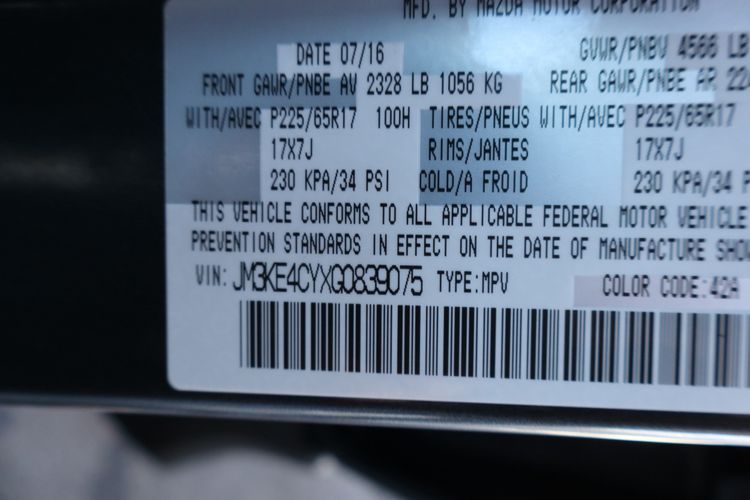 MFD. BY MAZDA MOTOR CORPORATION
DATE 07/16 GVWR/PNBV 4566 LB
FRONT GAWR/PNBE AV 2328 LB 1056 KG REAR GAWR/PNBE AR 224
WITH/AVEC P225/65R17 100H TIRES/PNEUS WITH/AVEC P225/65R17
17X7J RIMS/JANTES 17X7J
230 KPA/34 PSI COLD/A FROID 230 KPA/34 P
THIS VEHICLE CONFORMS TO ALL APPLICABLE FEDERAL MOTOR VEHICLE
PREVENTION STANDARDS IN EFFECT ON THE DATE OF MANUFACTURE SHOW
VIN: JM3KE4CYXG0839075 TYPE:MPV COLOR CODE:42A